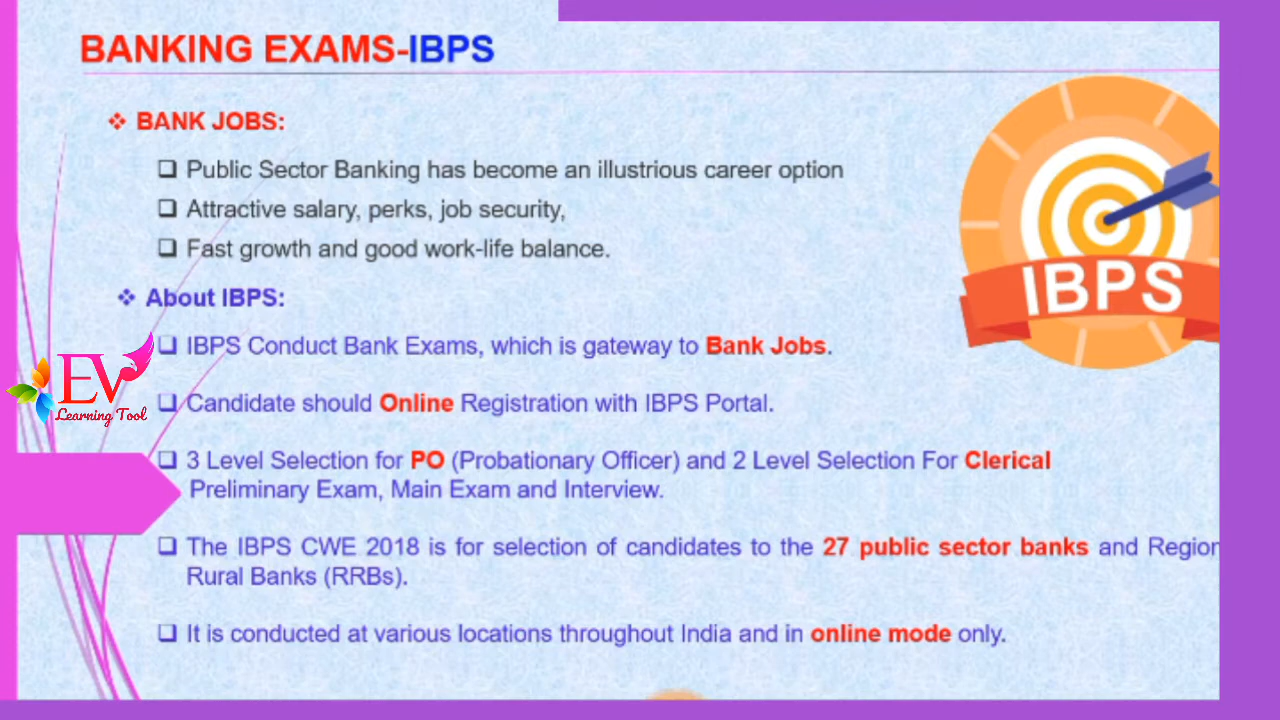 BANKING EXAMS-IBPS
❖ BANK JOBS:
❑ Public Sector Banking has become an illustrious career option
❑ Attractive salary, perks, job security,
❑ Fast growth and good work-life balance.
IBPS
❖ About IBPS:
❑ IBPS Conduct Bank Exams, which is gateway to Bank Jobs.
EV
Learning Tool
❑ Candidate should Online Registration with IBPS Portal.
❑ 3 Level Selection for PO (Probationary Officer) and 2 Level Selection For Clerical
Preliminary Exam, Main Exam and Interview.
❑ The IBPS CWE 2018 is for selection of candidates to the 27 public sector banks and Region
Rural Banks (RRBs).
❑ It is conducted at various locations throughout India and in online mode only.